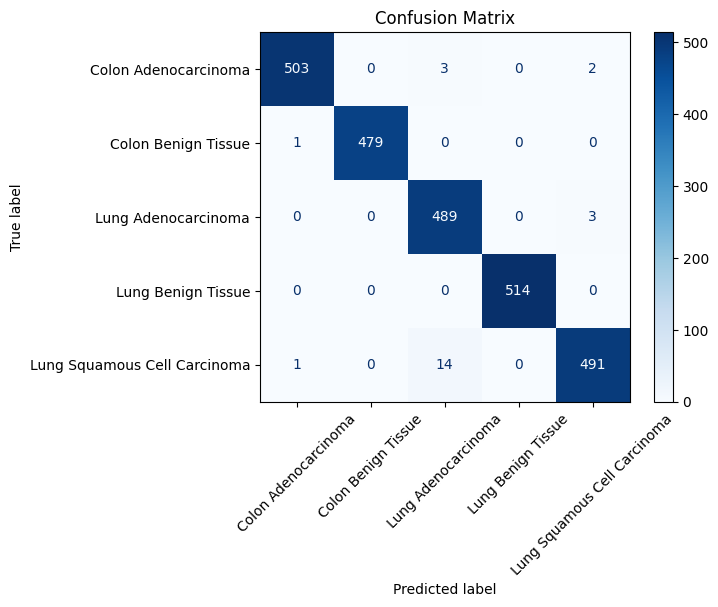 Confusion Matrix
True label
Colon Adenocarcinoma 503 0 3 0 2
Colon Benign Tissue 1 479 0 0 0
Lung Adenocarcinoma 0 0 489 0 3
Lung Benign Tissue 0 0 0 514 0
Lung Squamous Cell Carcinoma 1 0 14 0 491
Colon Adenocarcinoma
Colon Benign Tissue
Lung Adenocarcinoma
Lung Benign Tissue
Lung Squamous Cell Carcinoma
Predicted label
500
400
300
200
100
0